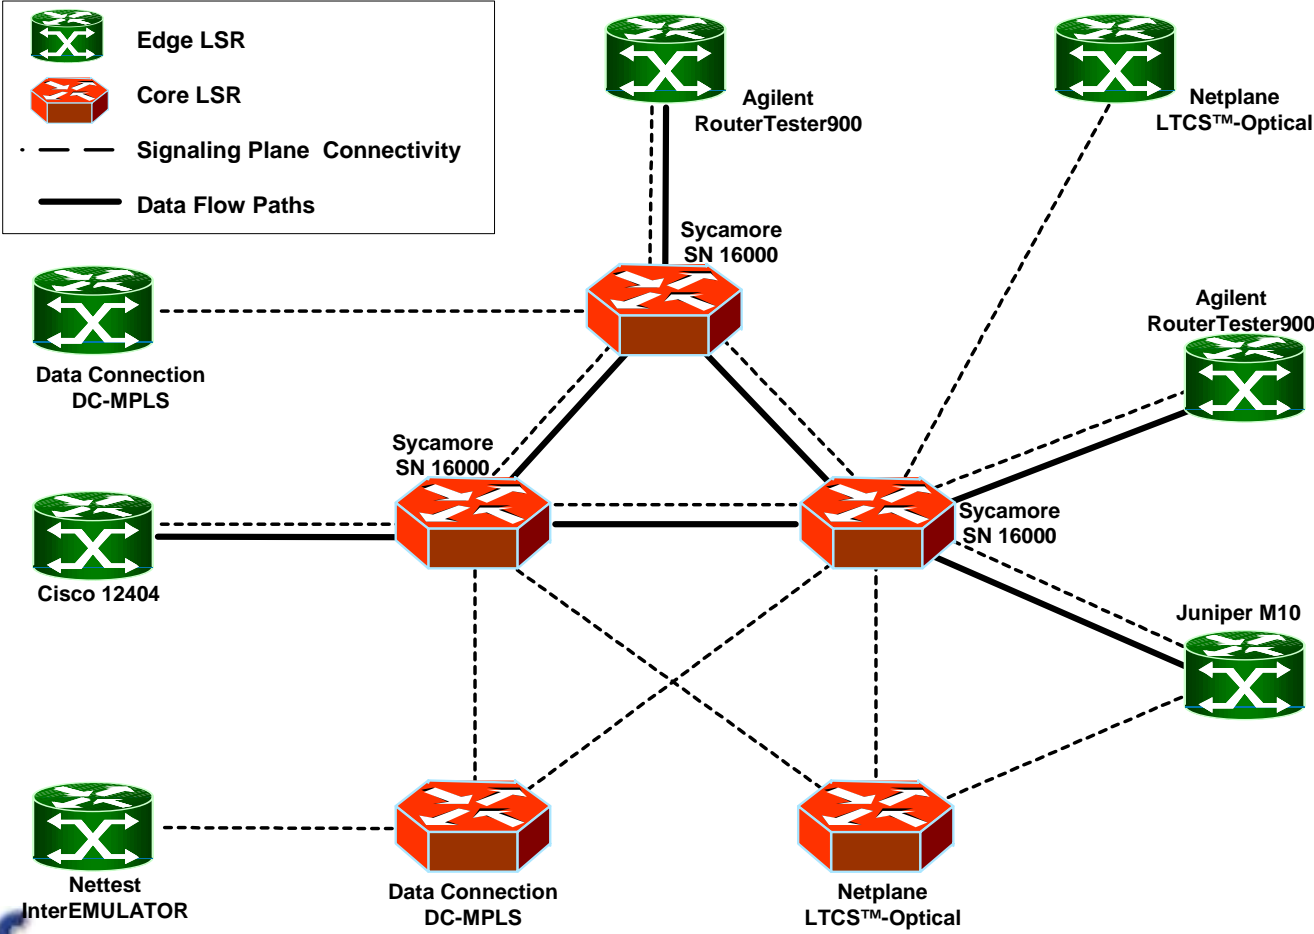 Edge LSR
Core LSR
Signaling Plane Connectivity
Data Flow Paths
Agilent
RouterTester900
Netplane
LTCS™-Optical
Sycamore
SN 16000
Data Connection
DC-MPLS
Agilent
RouterTester900
Sycamore
SN 16000
Sycamore
SN 16000
Cisco 12404
Juniper M10
Nettest
InterEMULATOR
Data Connection
DC-MPLS
Netplane
LTCS™-Optical